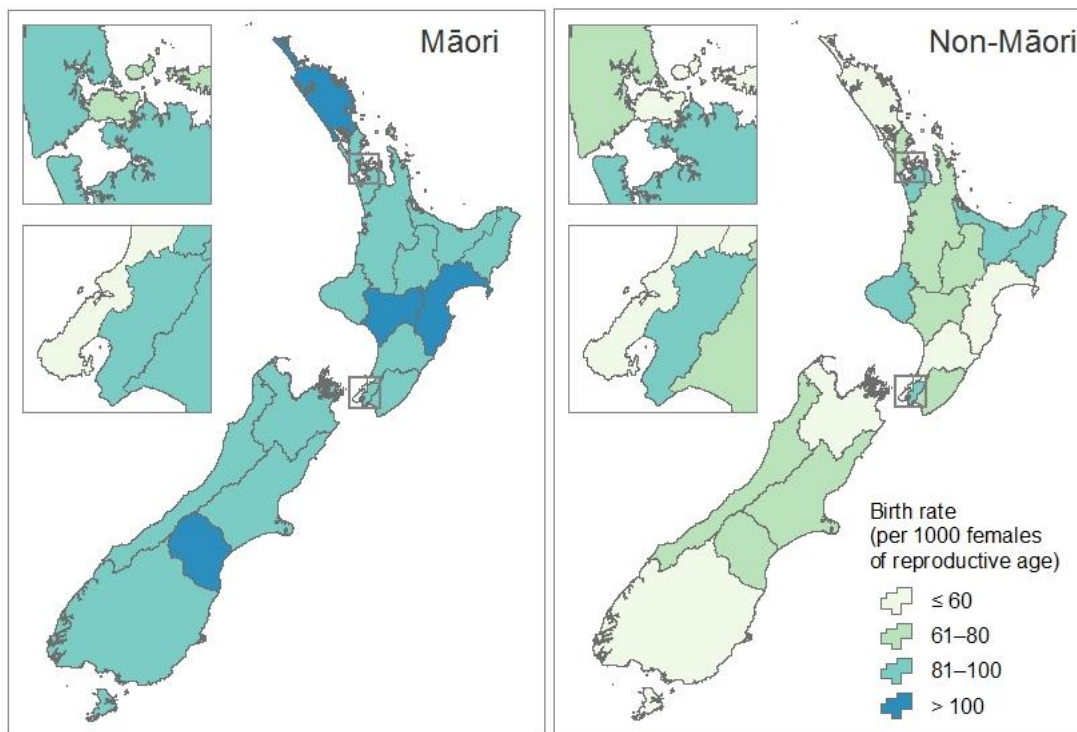 Māori
Non-Māori
Birth rate
(per 1000 females
of reproductive age)
≤ 60
61–80
81–100
> 100